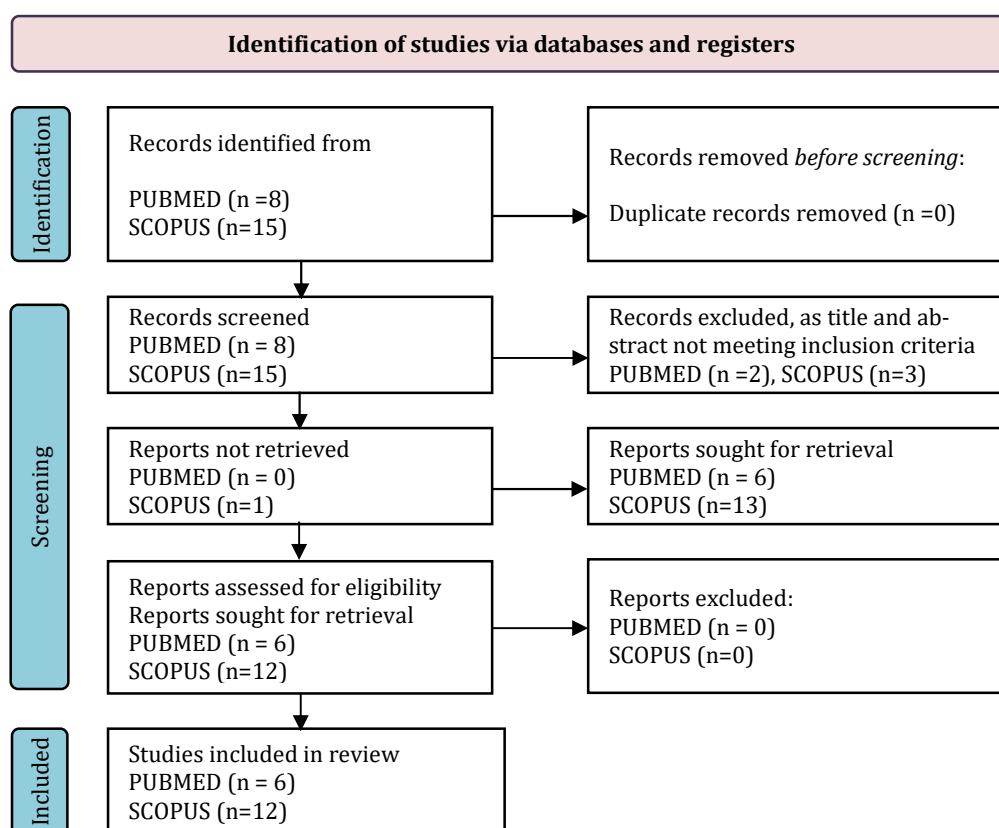 Identification of studies via databases and registers
Identification
Records identified from
PUBMED (n =8)
SCOPUS (n=15)
Records removed before screening:
Duplicate records removed (n =0)
Screening
Records screened
PUBMED (n = 8)
SCOPUS (n=15)
Records excluded, as title and ab-
stract not meeting inclusion criteria
PUBMED (n =2), SCOPUS (n=3)
Reports not retrieved
PUBMED (n = 0)
SCOPUS (n=1)
Reports sought for retrieval
PUBMED (n = 6)
SCOPUS (n=13)
Reports assessed for eligibility
Reports sought for retrieval
PUBMED (n = 6)
SCOPUS (n=12)
Reports excluded:
PUBMED (n = 0)
SCOPUS (n=0)
Included
Studies included in review
PUBMED (n = 6)
SCOPUS (n=12)